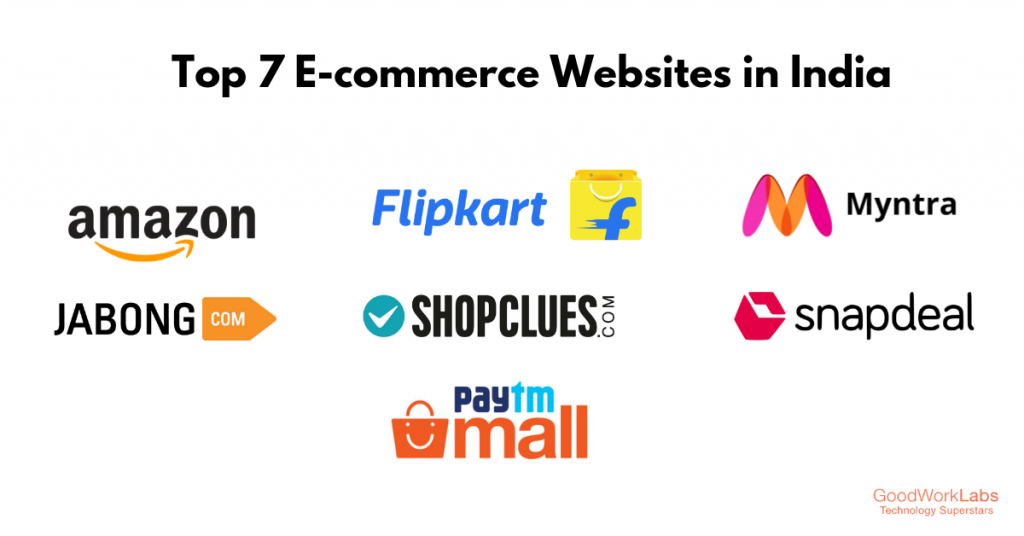 Top 7 E-commerce Websites in India
amazon
Flipkart
f
Myntra
JABONG COM
SHOPCLUES.COM
snapdeal
paytm
mall
GoodWorkLabs
Technology Superstars